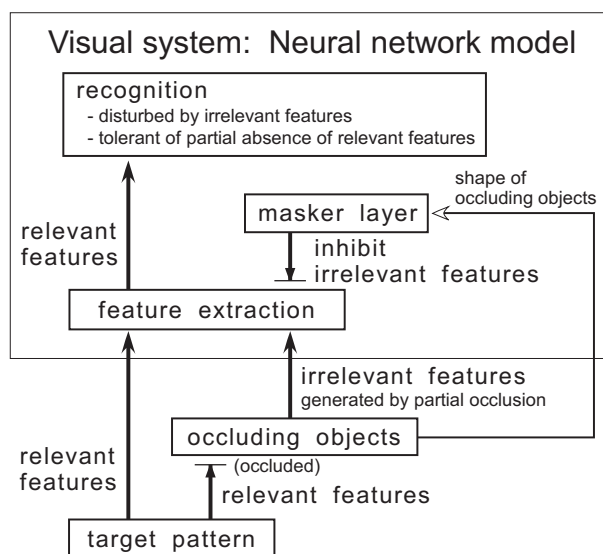 Visual system: Neural network model
recognition
- disturbed by irrelevant features
- tolerant of partial absence of relevant features
shape of
occluding objects
masker layer
relevant
features
inhibit
irrelevant features
feature extraction
irrelevant features
generated by partial occlusion
occluding objects
(occluded)
relevant
features
relevant features
target pattern